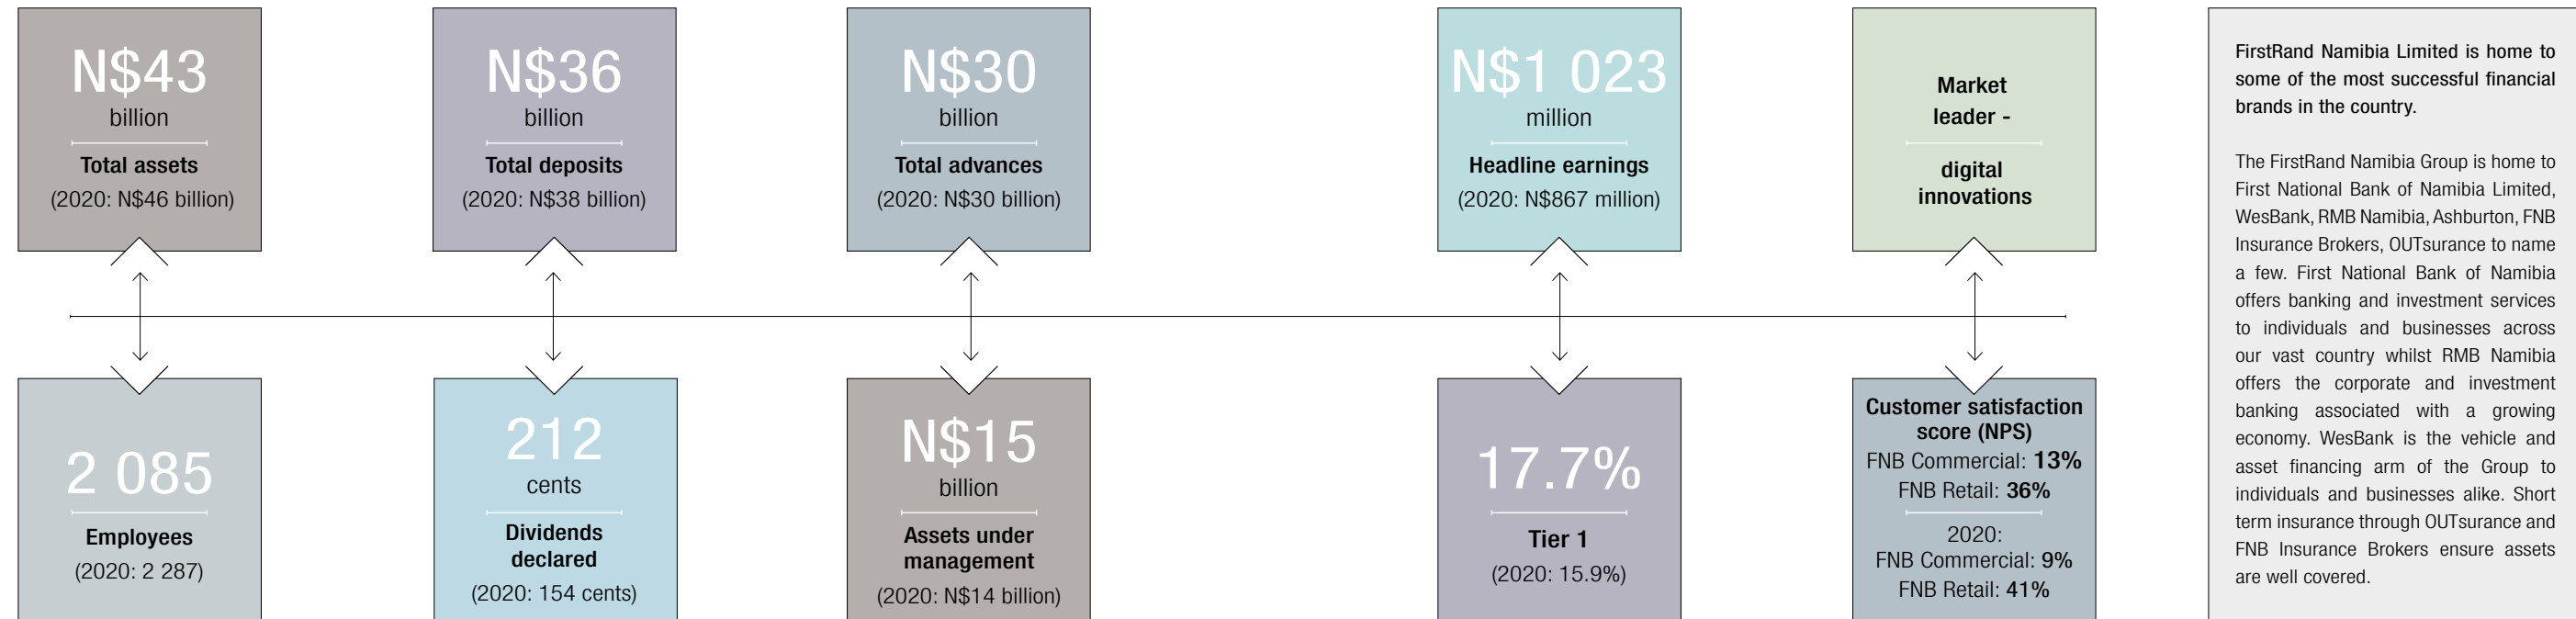 N$43
billion
Total assets
(2020: N$46 billion)
N$36
billion
Total deposits
(2020: N$38 billion)
N$30
billion
Total advances
(2020: N$30 billion)
N$1 023
million
Headline earnings
(2020: N$867 million)
Market
leader -
digital
innovations
2 085
Employees
(2020: 2 287)
212
cents
Dividends
declared
(2020: 154 cents)
N$15
billion
Assets under
management
(2020: N$14 billion)
17.7%
Tier 1
(2020: 15.9%)
Customer satisfaction
score (NPS)
FNB Commercial: 13%
FNB Retail: 36%
2020:
FNB Commercial: 9%
FNB Retail: 41%
FirstRand Namibia Limited is home to
some of the most successful financial
brands in the country.
The FirstRand Namibia Group is home to
First National Bank of Namibia Limited,
WesBank, RMB Namibia, Ashburton, FNB
Insurance Brokers, OUTsurance to name
a few. First National Bank of Namibia
offers banking and investment services
to individuals and businesses across
our vast country whilst RMB Namibia
offers the corporate and investment
banking associated with a growing
economy. WesBank is the vehicle and
asset financing arm of the Group to
individuals and businesses alike. Short
term insurance through OUTsurance and
FNB Insurance Brokers ensure assets
are well covered.